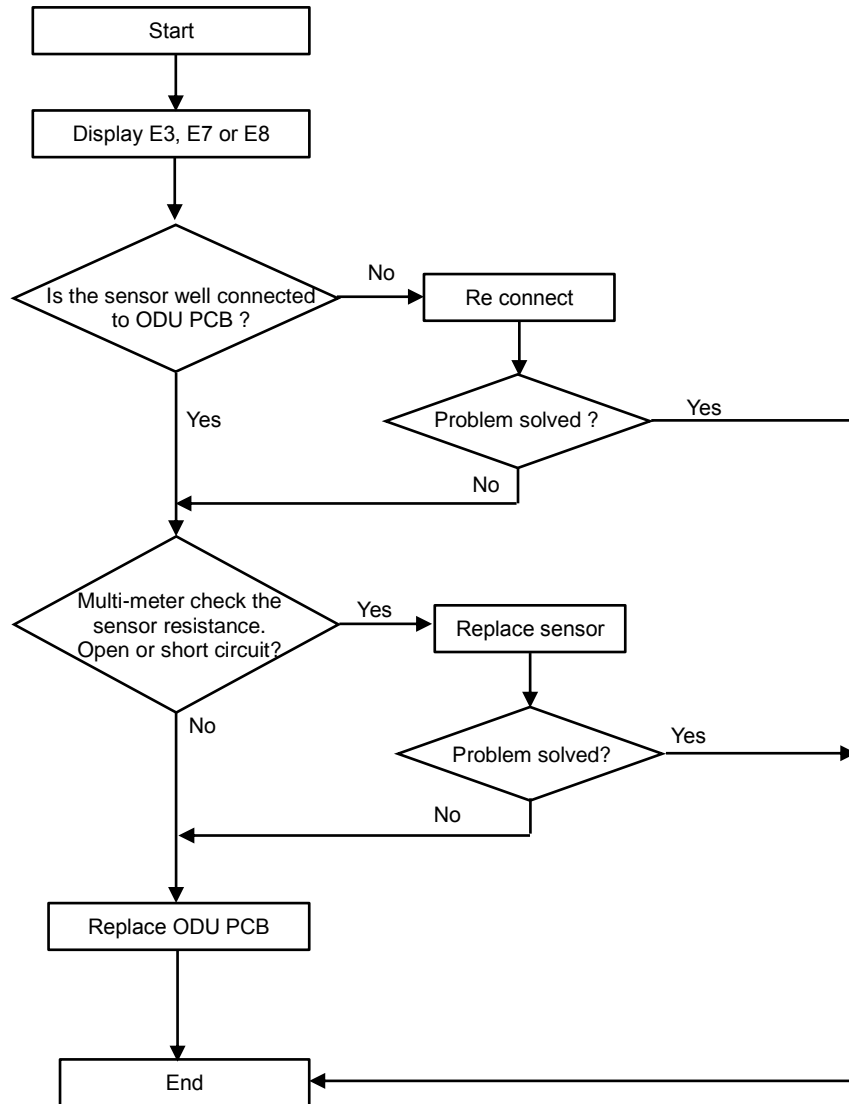 Start
Display E3, E7 or E8
Is the sensor well connected
to ODU PCB ?
No
Re connect
Yes
Problem solved ?
Yes
No
Multi-meter check the
sensor resistance.
Open or short circuit?
Yes
Replace sensor
No
Problem solved?
Yes
No
Replace ODU PCB
End